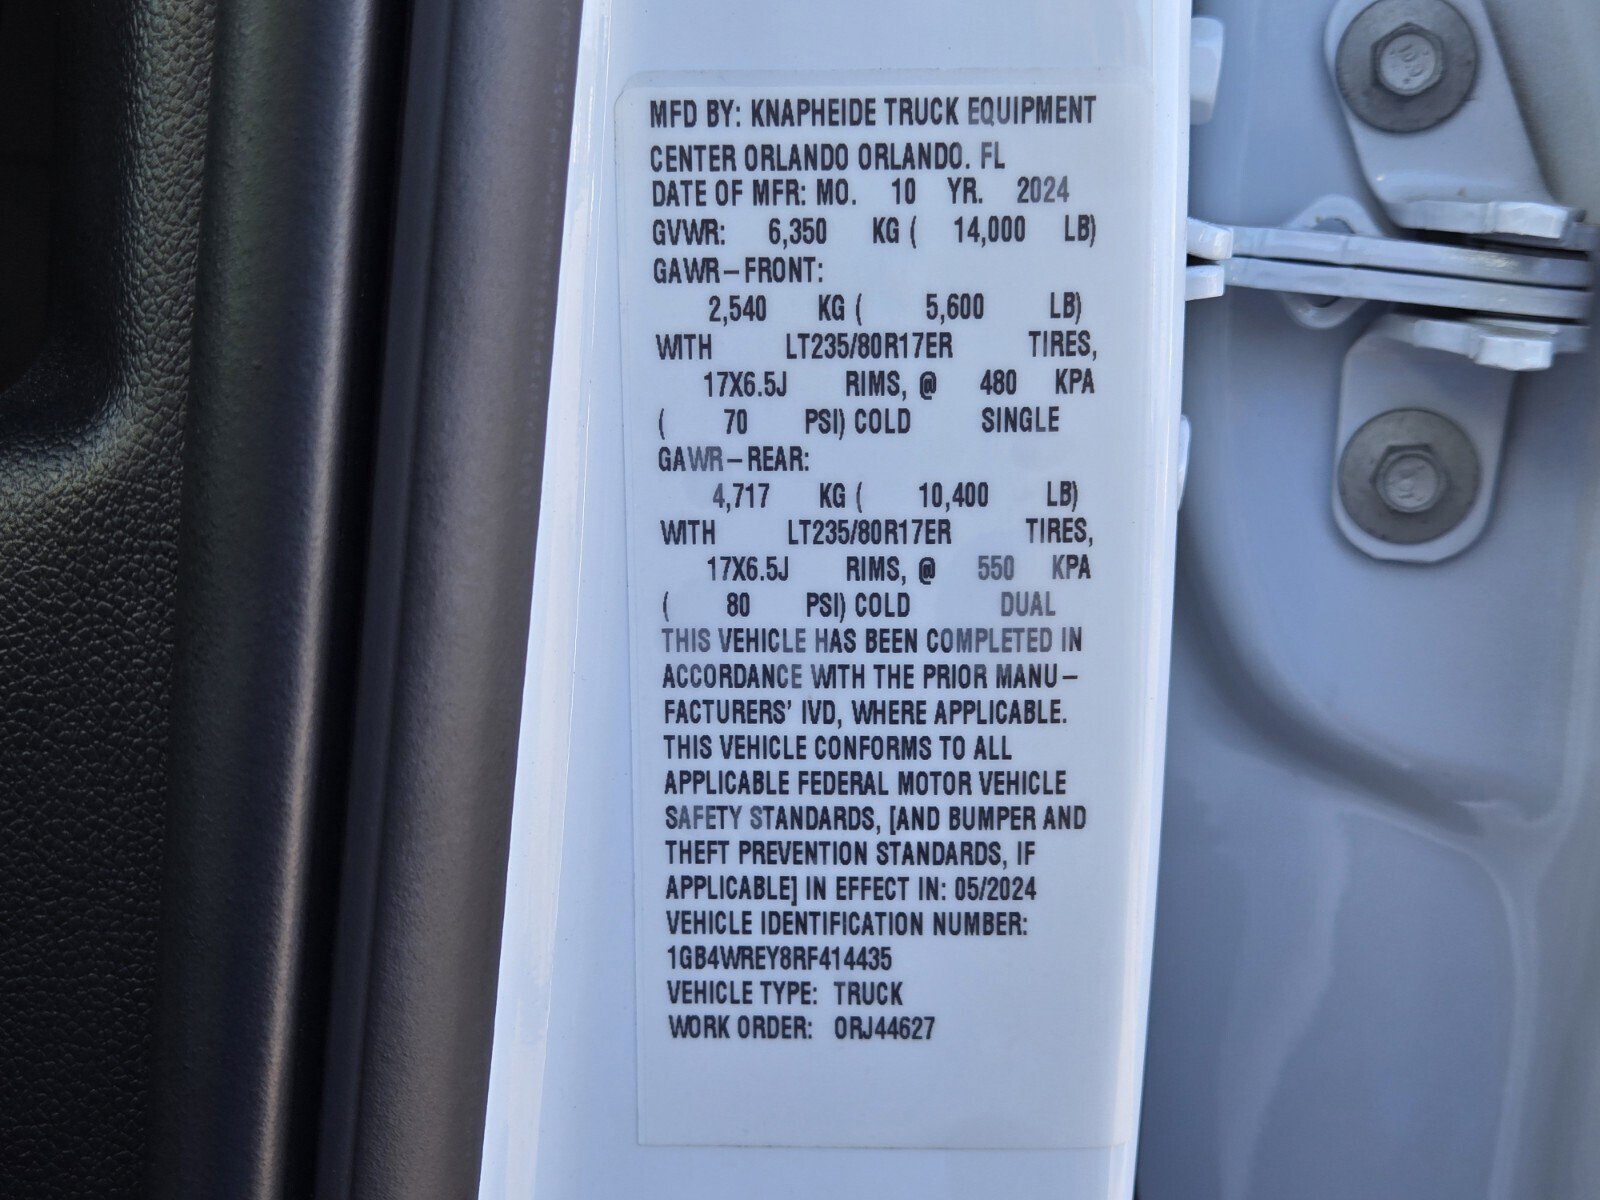 MFD BY: KNAPHEIDE TRUCK EQUIPMENT
CENTER ORLANDO ORLANDO. FL
DATE OF MFR: MO. 10 YR. 2024
GVWR: 6,350 KG ( 14,000 LB)
GAWR-FRONT:
2,540 KG ( 5,600 LB)
WITH LT235/80R17ER TIRES,
17X6.5J RIMS, @ 480 KPA
( 70 PSI) COLD SINGLE
GAWR-REAR:
4,717 KG ( 10,400 LB)
WITH LT235/80R17ER TIRES,
17X6.5J RIMS, @ 550 KPA
( 80 PSI) COLD DUAL
THIS VEHICLE HAS BEEN COMPLETED IN
ACCORDANCE WITH THE PRIOR MANU-
FACTURERS' IVD, WHERE APPLICABLE.
THIS VEHICLE CONFORMS TO ALL
APPLICABLE FEDERAL MOTOR VEHICLE
SAFETY STANDARDS, [AND BUMPER AND
THEFT PREVENTION STANDARDS, IF
APPLICABLE] IN EFFECT IN: 05/2024
VEHICLE IDENTIFICATION NUMBER:
1GB4WREY8RF414435
VEHICLE TYPE: TRUCK
WORK ORDER: ORJ44627